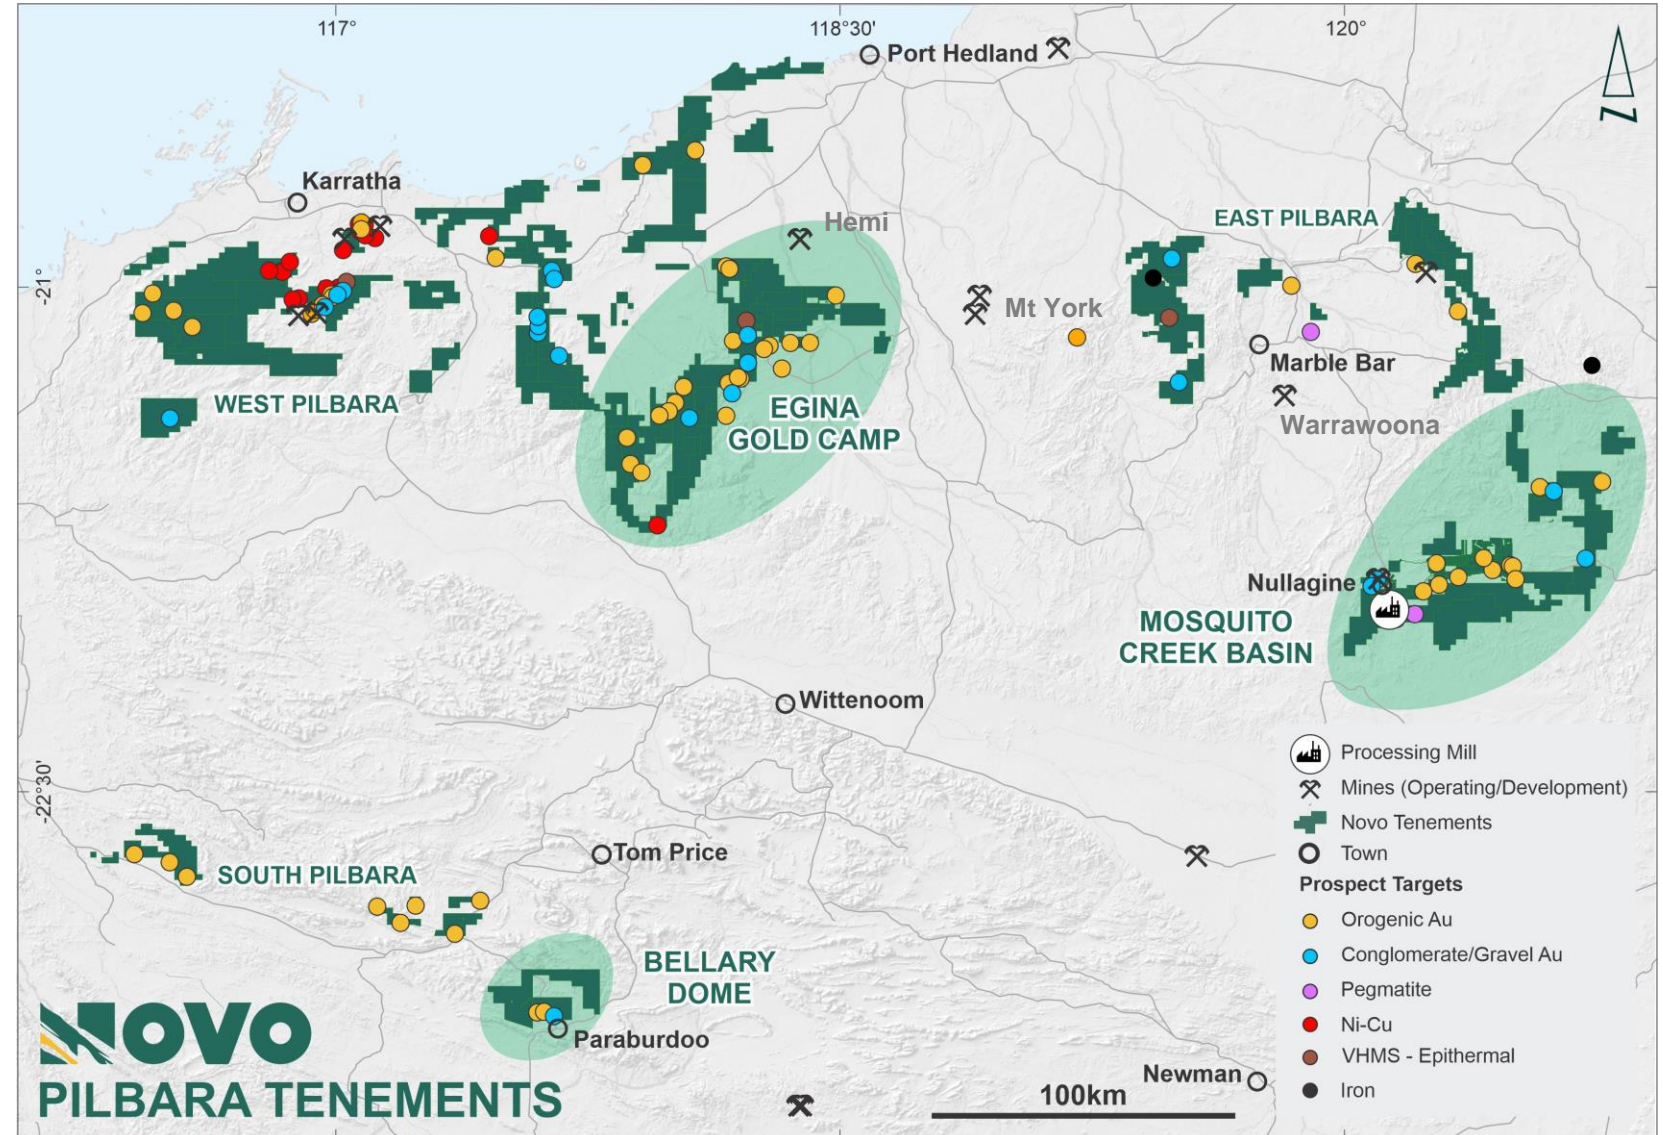 117°
118°30'
120°
Port Hedland
Karratha
Hemi
EAST PILBARA
-21°
Mt York
Marble Bar
WEST PILBARA
EGINA
GOLD CAMP
Warrawoona
Nullagine
MOSQUITO
CREEK BASIN
Wittenoom
-22°30'
Tom Price
SOUTH PILBARA
BELLARY
DOME
Paraburdoo
Newman
100km
NOVO
PILBARA TENEMENTS
Processing Mill
Mines (Operating/Development)
Novo Tenements
Town
Prospect Targets
Orogenic Au
Conglomerate/Gravel Au
Pegmatite
Ni-Cu
VHMS - Epithermal
Iron
Z